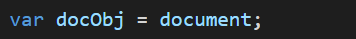 var docObj = document;